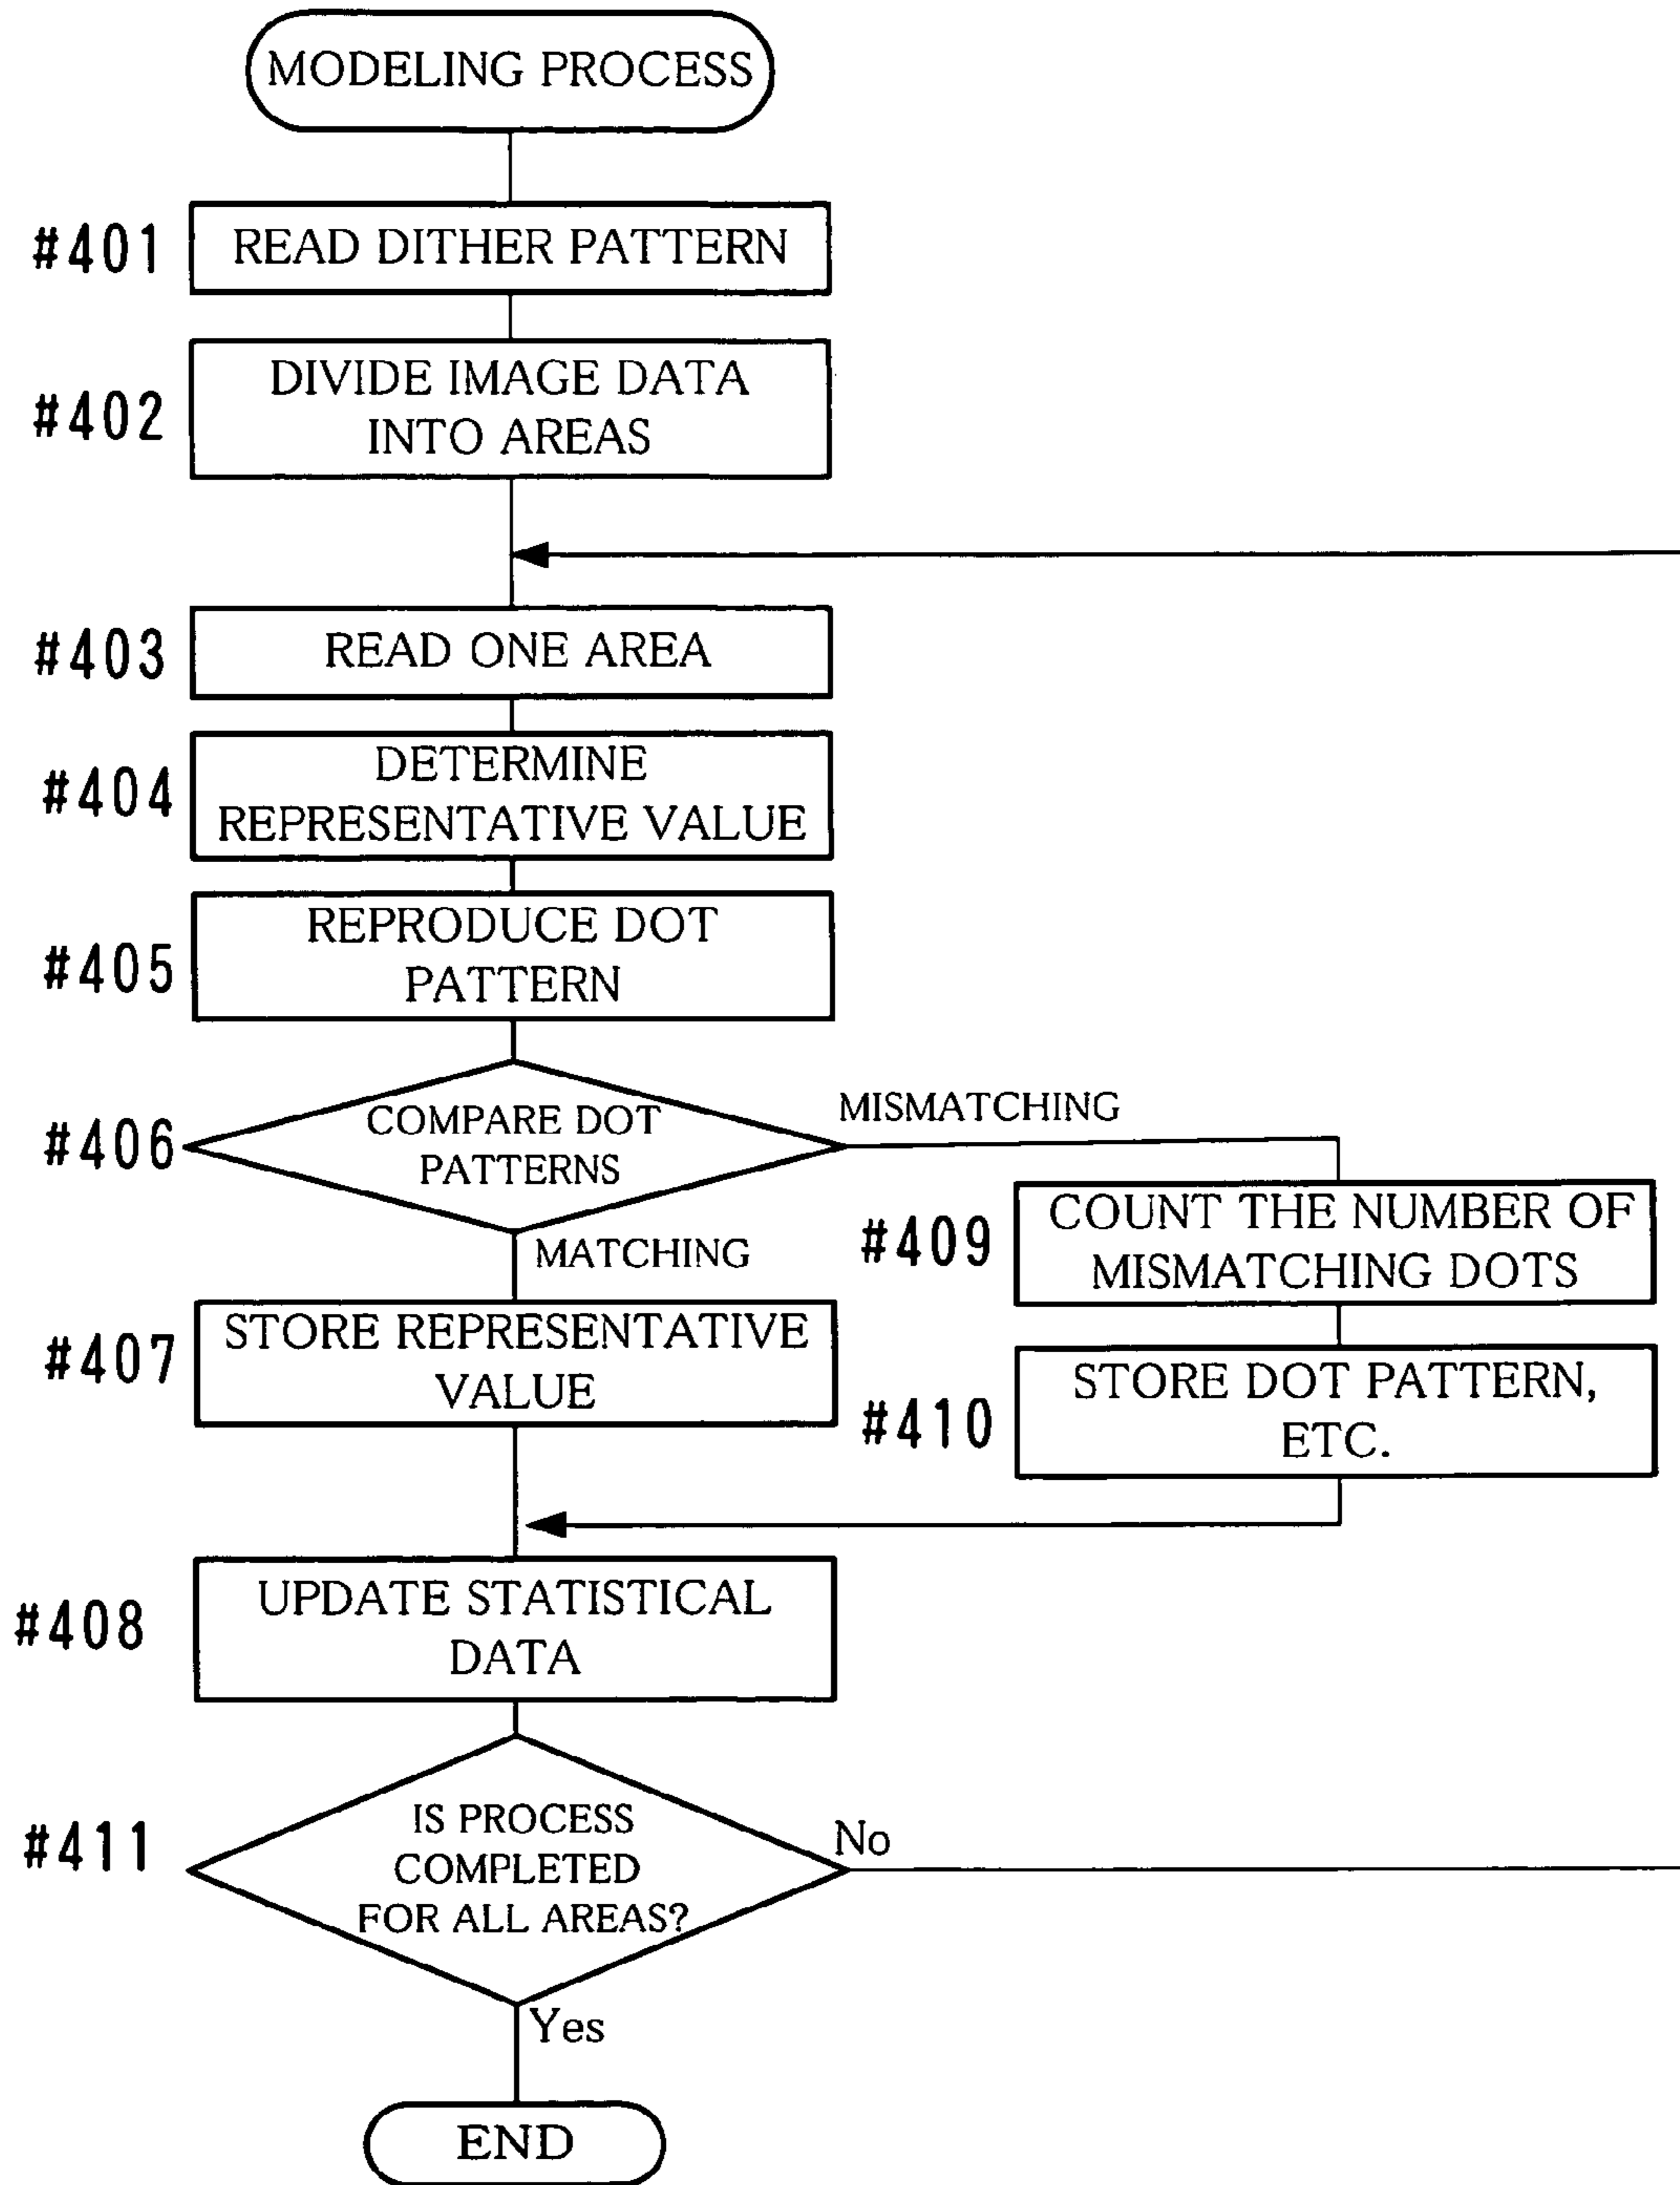 MODELING PROCESS
#401
READ DITHER PATTERN
#402
DIVIDE IMAGE DATA
INTO AREAS
#403
READ ONE AREA
#404
DETERMINE
REPRESENTATIVE VALUE
#405
REPRODUCE DOT
PATTERN
#406
COMPARE DOT
PATTERNS
MISMATCHING
MATCHING
#409
COUNT THE NUMBER OF
MISMATCHING DOTS
#407
STORE REPRESENTATIVE
VALUE
#410
STORE DOT PATTERN,
ETC.
#408
UPDATE STATISTICAL
DATA
#411
IS PROCESS
COMPLETED
FOR ALL AREAS?
No
Yes
END